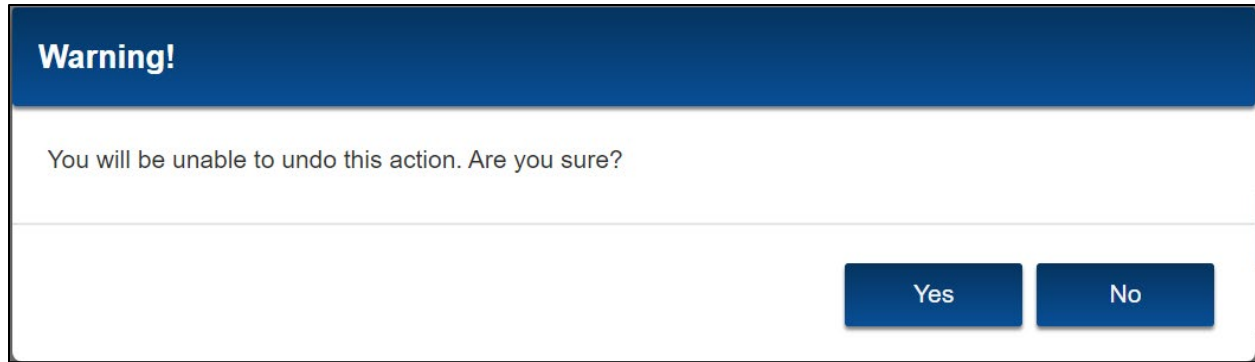 Warning!
You will be unable to undo this action. Are you sure?
Yes No